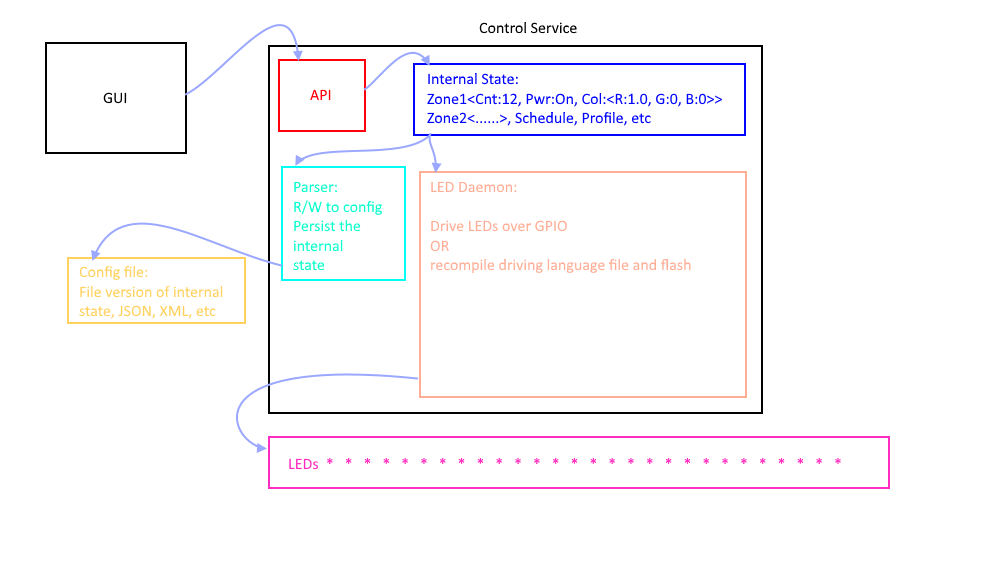 Control Service
GUI
API
Internal State:
Zone1<Cnt:12, Pwr:On, Col:<R:1.0, G:0, B:0>>
Zone2<......>, Schedule, Profile, etc
Parser:
R/W to config
Persist the
internal
state
LED Daemon:
Drive LEDs over GPIO
OR
recompile driving language file and flash
Config file:
File version of internal
state, JSON, XML, etc
LEDs * * * * * * * * * * * * * * * * * * * * * * * * * * * *